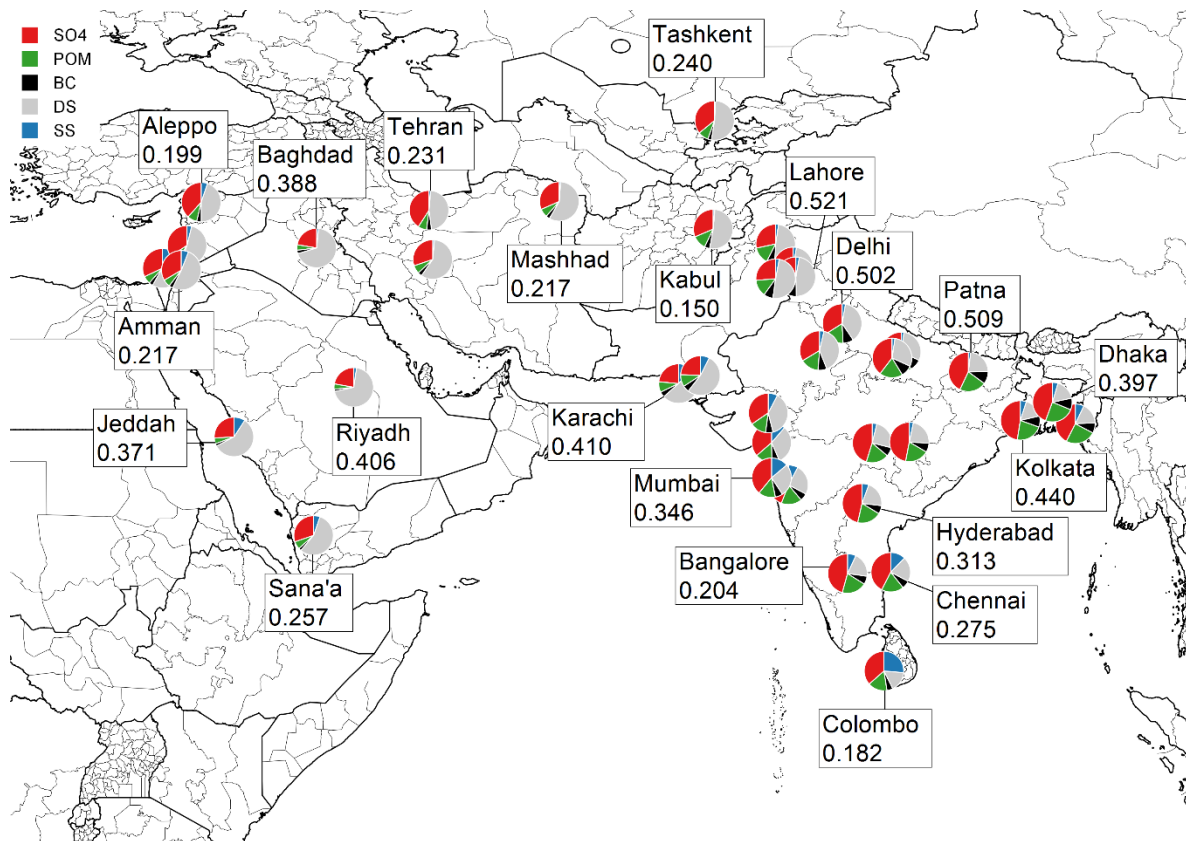 SO4
POM
BC
DS
SS
Tashkent
0.240
Aleppo
0.199
Baghdad
0.388
Tehran
0.231
Lahore
0.521
Mashhad
0.217
Kabul
0.150
Delhi
0.502
Patna
0.509
Dhaka
0.397
Amman
0.217
Jeddah
0.371
Riyadh
0.406
Karachi
0.410
Kolkata
0.440
Mumbai
0.346
Hyderabad
0.313
Bangalore
0.204
Chennai
0.275
Sana'a
0.257
Colombo
0.182